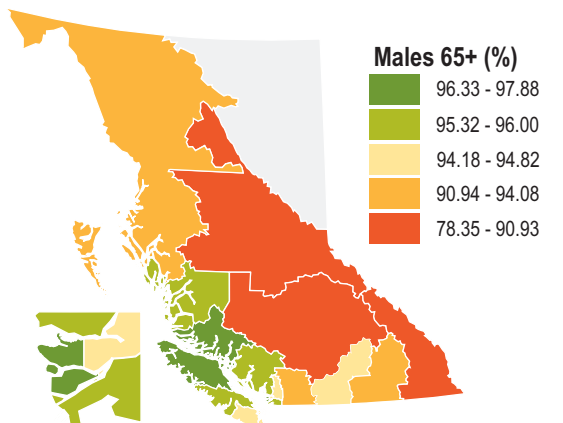 Males 65+ (%)
96.33 - 97.88
95.32 - 96.00
94.18 - 94.82
90.94 - 94.08
78.35 - 90.93